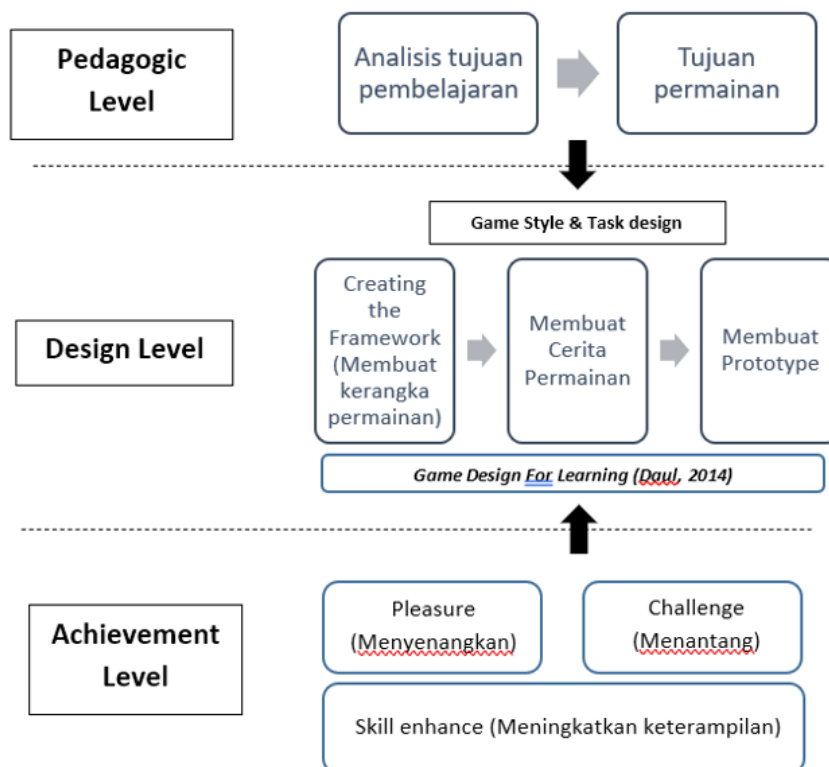 Pedagogic
Level
Analisis tujuan
pembelajaran
Tujuan
permainan
Game Style & Task design
Design Level
Creating
the
Framework
(Membuat
kerangka
permainan)
Membuat
Cerita
Permainan
Membuat
Prototype
Game Design For Learning (Daul, 2014)
Achievement
Level
Pleasure
(Menyenangkan)
Challenge
(Menantang)
Skill enhance (Meningkatkan keterampilan)